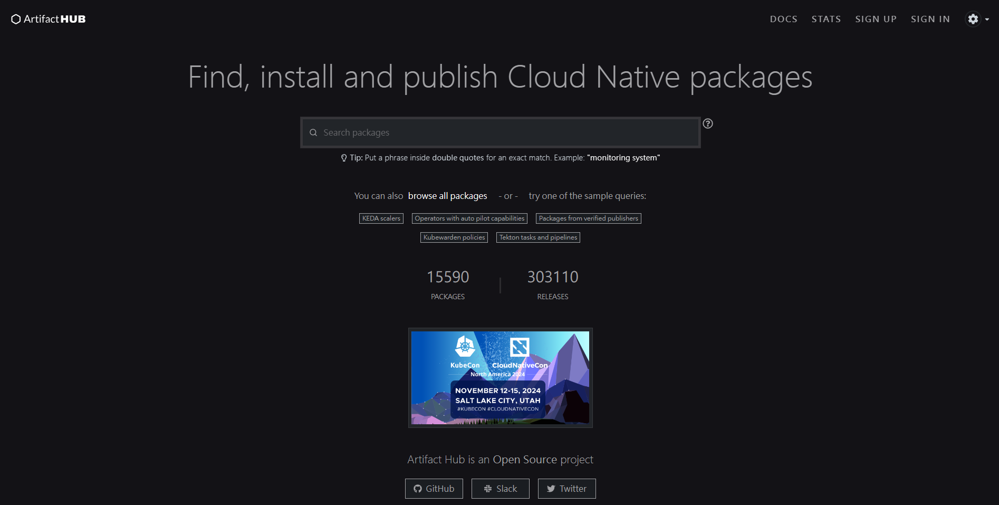 ArtifactHUB
DOCS STATS SIGN UP SIGN IN
Find, install and publish Cloud Native packages
Search packages
Tip: Put a phrase inside double quotes for an exact match. Example: "monitoring system"
You can also browse all packages - or - try one of the sample queries:
KEDA scalers Operators with auto pilot capabilities Packages from verified publishers
Kubewarden policies Tekton tasks and pipelines
15590 303110
PACKAGES RELEASES
KubeCon CloudNativeCon
North America 2024
NOVEMBER 12-15, 2024
SALT LAKE CITY, UTAH
#KUBECON #CLOUDNATIVECON
Artifact Hub is an Open Source project
GitHub Slack Twitter